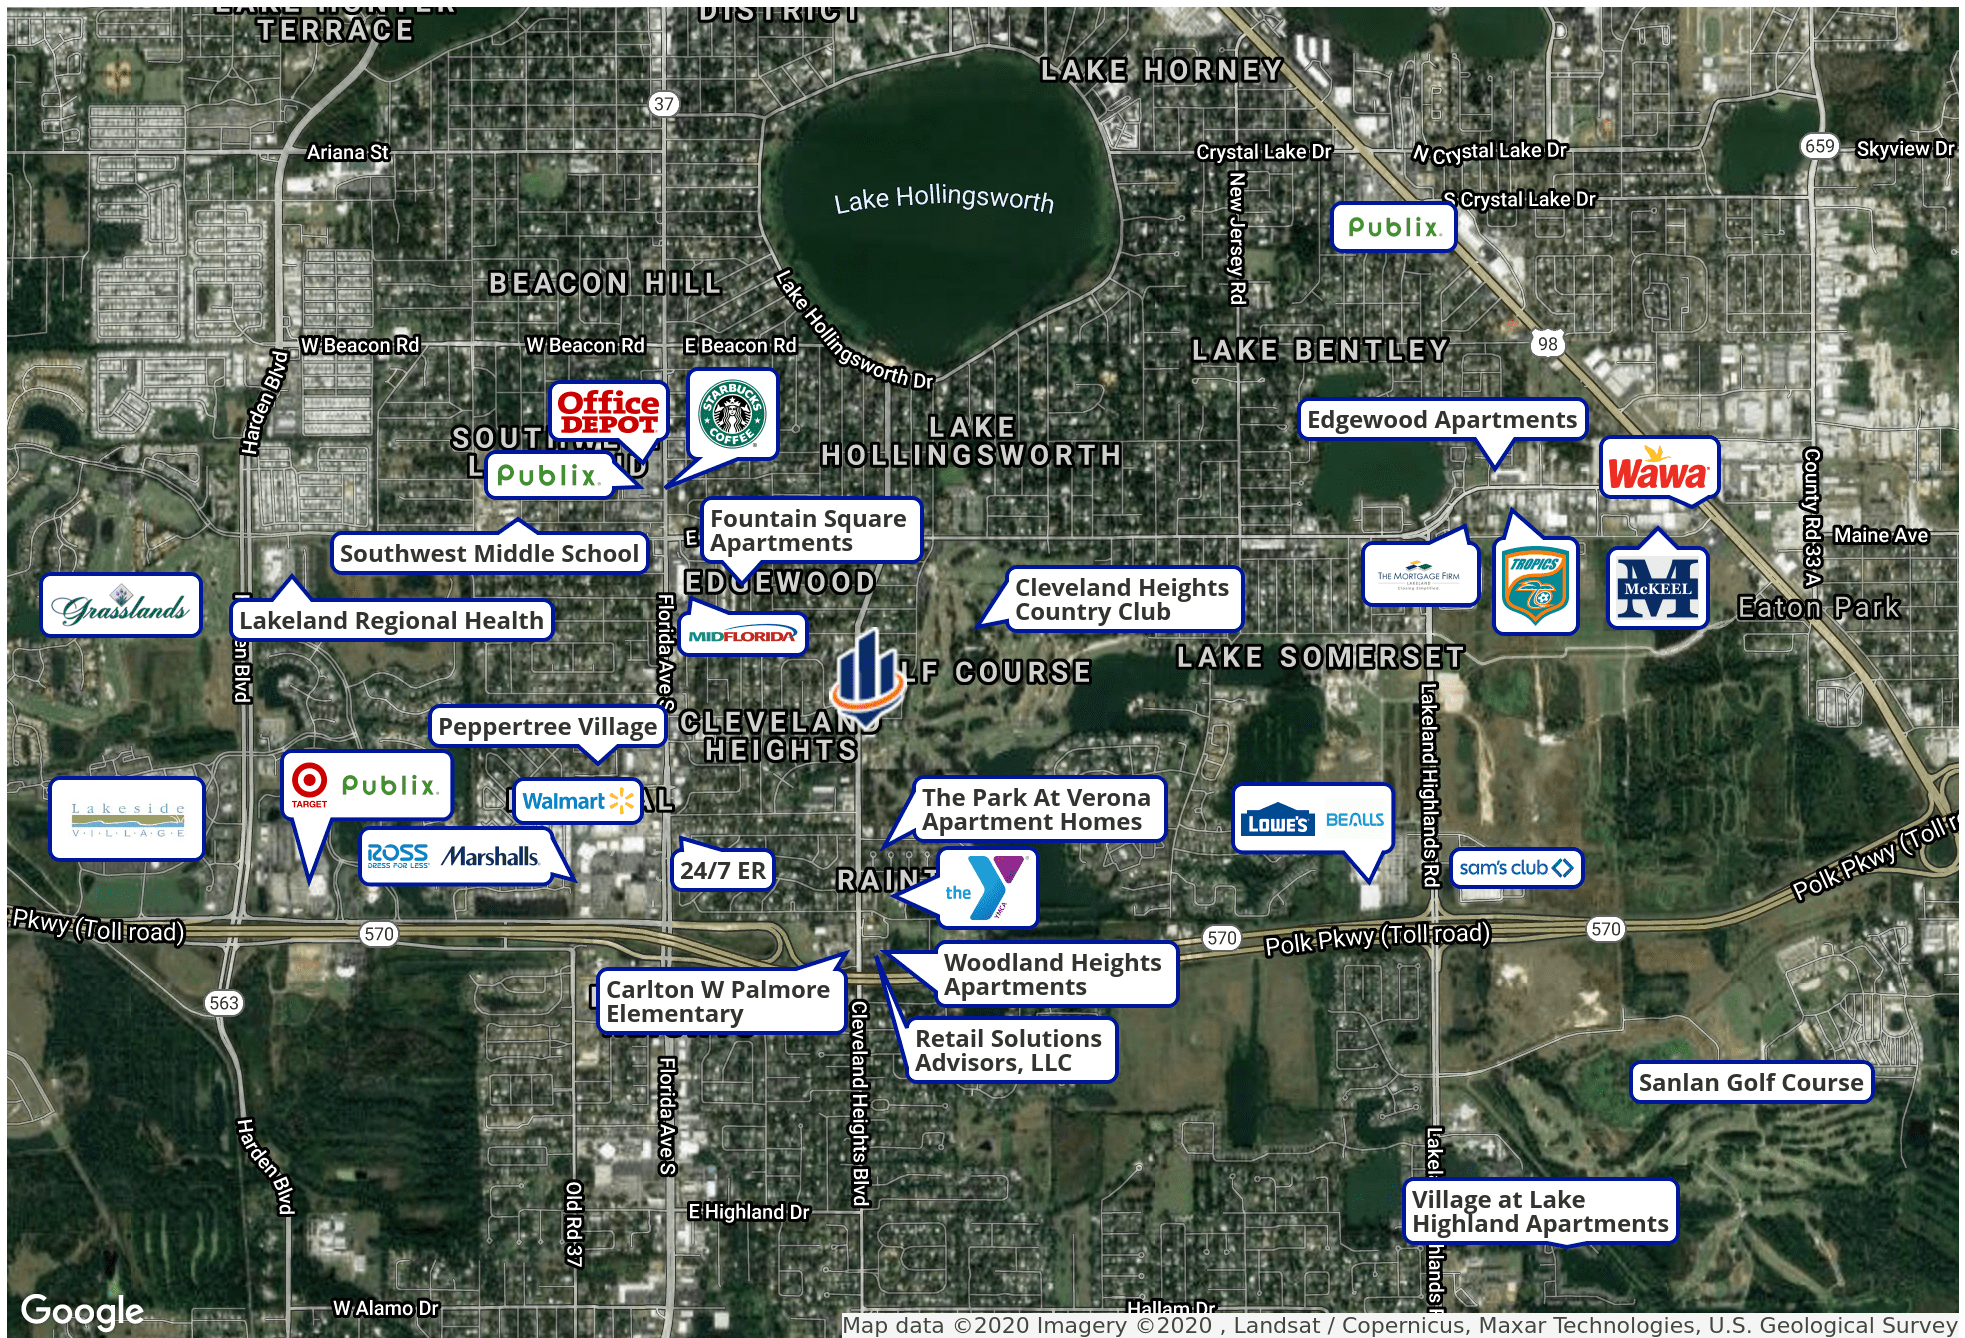 TERRACE
DISTRICT
LAKE HORNEY
37
Ariana St
Crystal Lake Dr
N Crystal Lake Dr
659
Skyview Dr
Lake Hollingsworth
New Jersey Rd
S Crystal Lake Dr
Publix
BEACON HILL
Lake Hollingsworth Dr
W Beacon Rd
W Beacon Rd
E Beacon Rd
LAKE BENTLEY
98
Harden Blvd
Office
DEPOT
STARBUCKS
COFFEE
LAKE
HOLLINGSWORTH
Edgewood Apartments
Publix
Wawa
County Rd 33 A
Fountain Square
Apartments
Southwest Middle School
Maine Ave
EDGEWOOD
Cleveland Heights
Country Club
THE MORTGAGE FIRM
LAKELAND
TROPICS
M
McKEEL
Grasslands
Lakeland Regional Health
MIDFLORIDA
Eaton Park
Florida Ave S
LF COURSE
LAKE SOMERSET
Peppertree Village
CLEVELAND
HEIGHTS
Lakeland Highlands Rd
Lakeside
VILLAGE
TARGET
Publix
Walmart
The Park At Verona
Apartment Homes
LOWE'S
BEALLS
ROSS
DRESS FOR LESS
Marshalls
24/7 ER
RAINT
the
YMCA
sam's club
Polk Pkwy (Toll r
Pkwy (Toll road)
570
570
Polk Pkwy (Toll road)
570
Woodland Heights
Apartments
Carlton W Palmore
Elementary
563
Retail Solutions
Advisors, LLC
Cleveland Heights Blvd
Florida Ave S
Sanlan Golf Course
Harden Blvd
Old Rd 37
E Highland Dr
Village at Lake
Highland Apartments
W Alamo Dr
Hallam Dr
Google
Map data ©2020 Imagery ©2020 , Landsat / Copernicus, Maxar Technologies, U.S. Geological Survey